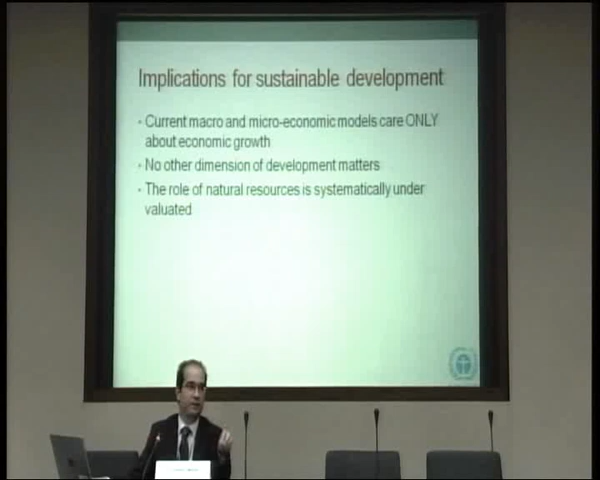 Implications for sustainable development
· Current macro and micro-economic models care ONLY
about economic growth
· No other dimension of development matters
· The role of natural resources is systematically under
valuated